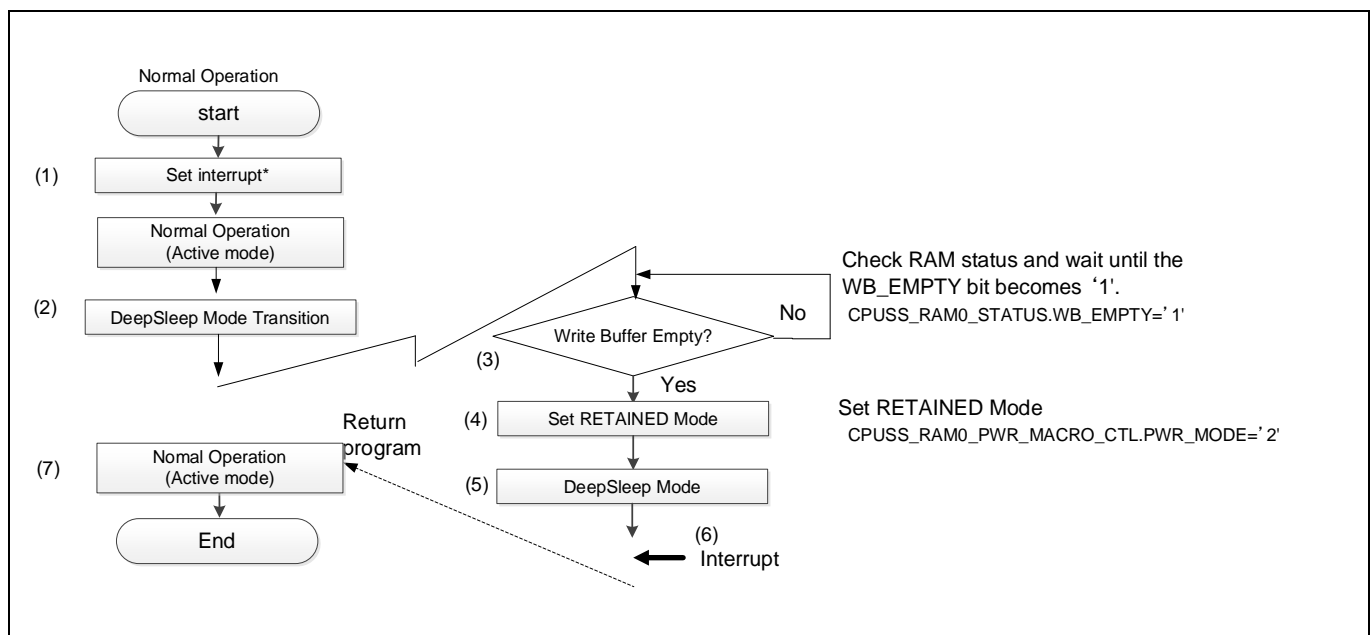 Normal Operation
start
(1)
Set interrupt*
Normal Operation
(Active mode)
(2)
DeepSleep Mode Transition
Write Buffer Empty?
(3)
No
Yes
Check RAM status and wait until the
WB_EMPTY bit becomes ‘1’.
CPUSS_RAM0_STATUS.WB_EMPTY=’1'
(4)
Set RETAINED Mode
Set RETAINED Mode
CPUSS_RAM0_PWR_MACRO_CTL.PWR_MODE=’2'
(5)
DeepSleep Mode
(6)
Interrupt
Return
program
(7)
Nomal Operation
(Active mode)
End